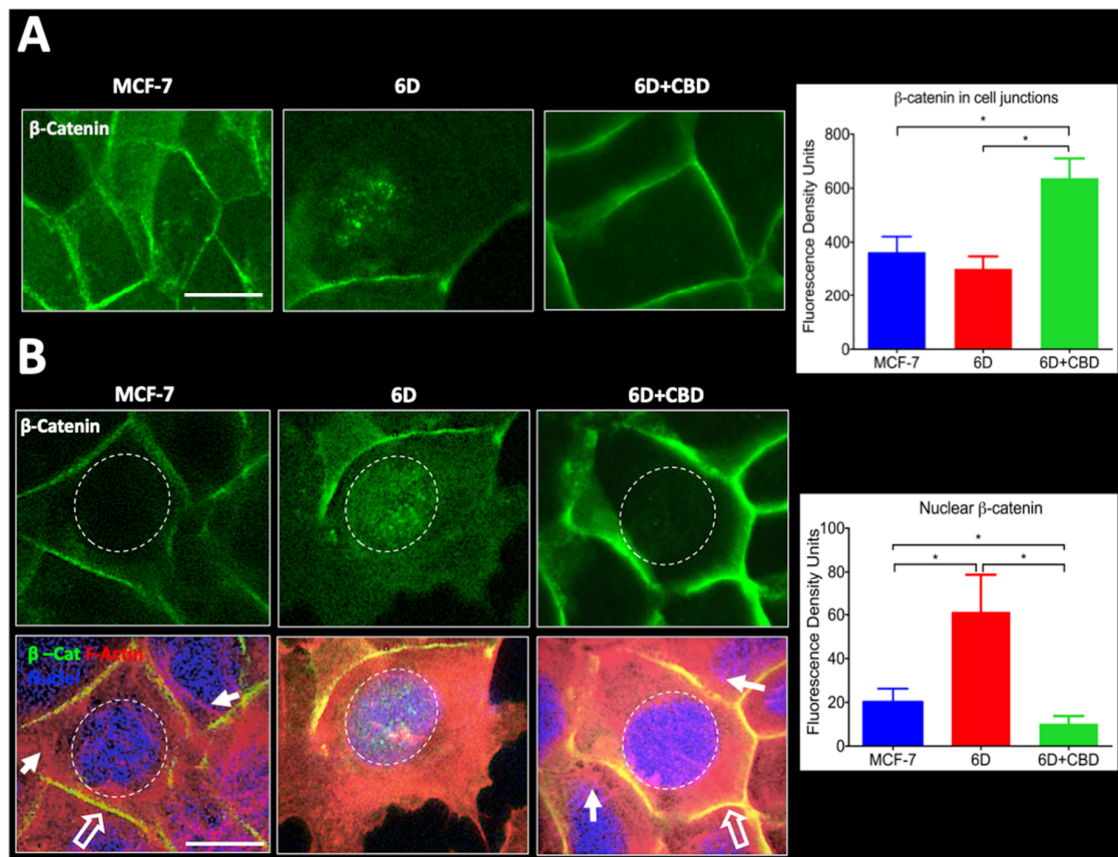 A
MCF-7
6D
6D+CBD
β-Catenin
β-catenin in cell junctions
Fluorescence Density Units
800
600
400
200
0
*
*
MCF-7
6D
6D+CBD
B
MCF-7
6D
6D+CBD
β-Catenin
β –Cat F-Actin
Nuclei
Nuclear β-catenin
Fluorescence Density Units
100
80
60
40
20
0
*
*
*
MCF-7
6D
6D+CBD